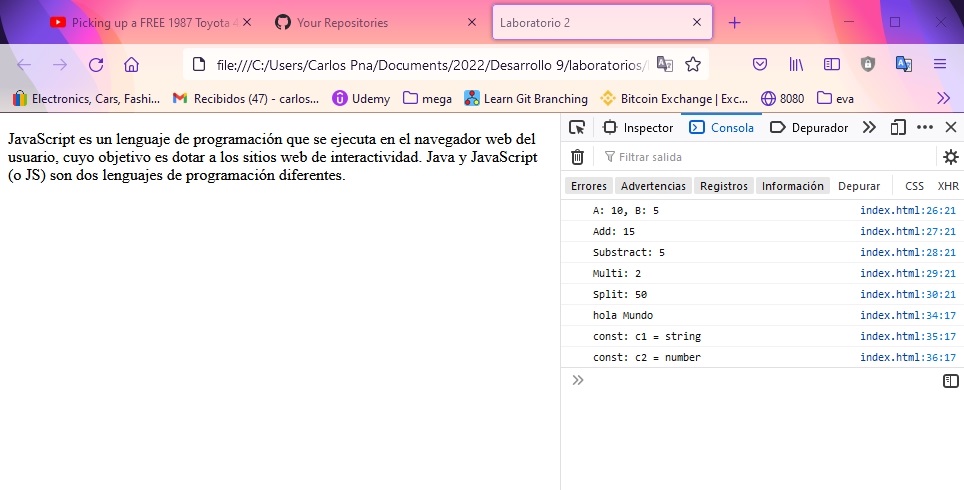 Picking up a FREE 1987 Toyota
Your Repositories
Laboratorio 2
file:///C:/Users/Carlos Pna/Documents/2022/Desarrollo 9/laboratorios/
Electronics, Cars, Fashi...
Recibidos (47) - carlos...
Udemy
mega
Learn Git Branching
Bitcoin Exchange | Exc...
8080
eva
JavaScript es un lenguaje de programación que se ejecuta en el navegador web del
usuario, cuyo objetivo es dotar a los sitios web de interactividad. Java y JavaScript
(o JS) son dos lenguajes de programación diferentes.
Inspector
Consola
Depurador
Filtrar salida
Errores Advertencias Registros Información Depurar CSS XHR
A: 10, B: 5 index.html:26:21
Add: 15 index.html:27:21
Substract: 5 index.html:28:21
Multi: 2 index.html:29:21
Split: 50 index.html:30:21
hola Mundo index.html:34:17
const: c1 = string index.html:35:17
const: c2 = number index.html:36:17